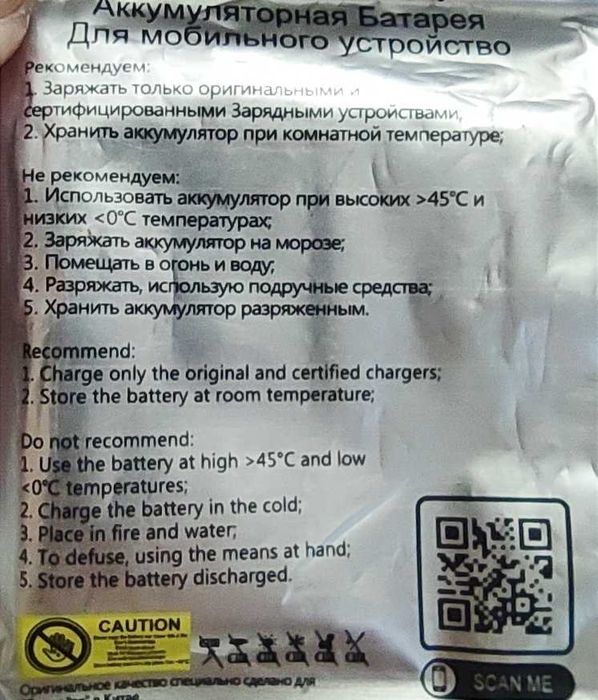 Аккумуляторная Батарея
Для мобильного устройство
Рекомендуем:
1. Заряжать только оригинальными и
сертифицированными Зарядными устройствами,
2. Хранить аккумулятор при комнатной температуре;
Не рекомендуем:
1. Использовать аккумулятор при высоких >45°C и
низких <0°C температурах;
2. Заряжать аккумулятор на морозе;
3. Помещать в огонь и воду;
4. Разряжать, использую подручные средства;
5. Хранить аккумулятор разряженным.
Recommend:
1. Charge only the original and certified chargers;
2. Store the battery at room temperature;
Do not recommend:
1. Use the battery at high >45°C and low
<0°C temperatures;
2. Charge the battery in the cold;
3. Place in fire and water;
4. To defuse, using the means at hand;
5. Store the battery discharged.
CAUTION
SCAN ME
Оригинальное качество специально сделано для
в Китае